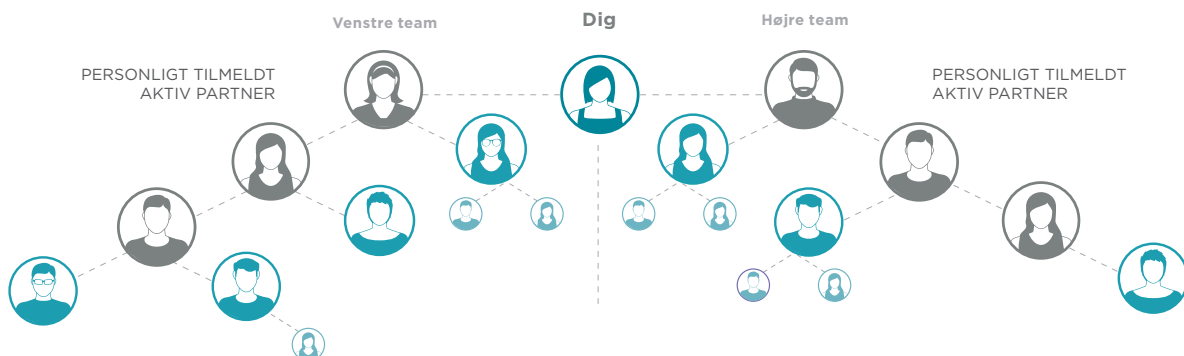 Venstre team
Dig
Højre team
PERSONLIGT TILMELDT
AKTIV PARTNER
PERSONLIGT TILMELDT
AKTIV PARTNER